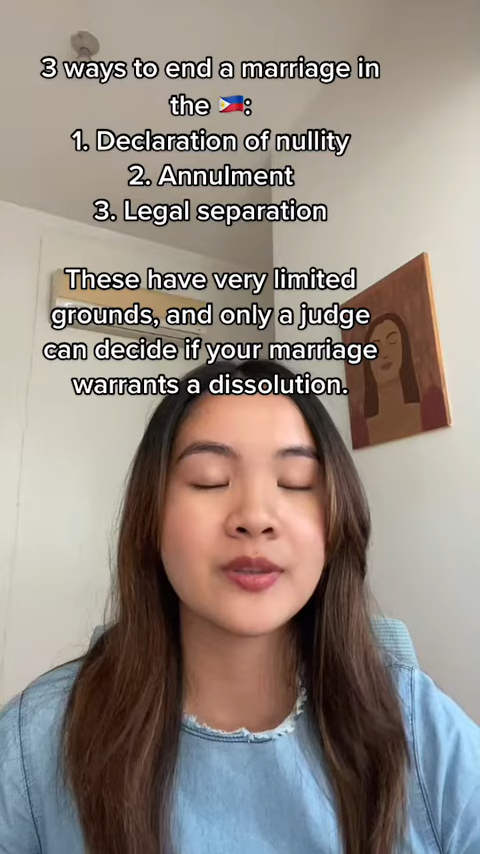 3 ways to end a marriage in
the 🇵🇭:
1. Declaration of nullity
2. Annulment
3. Legal separation
These have very limited
grounds, and only a judge
can decide if your marriage
warrants a dissolution.